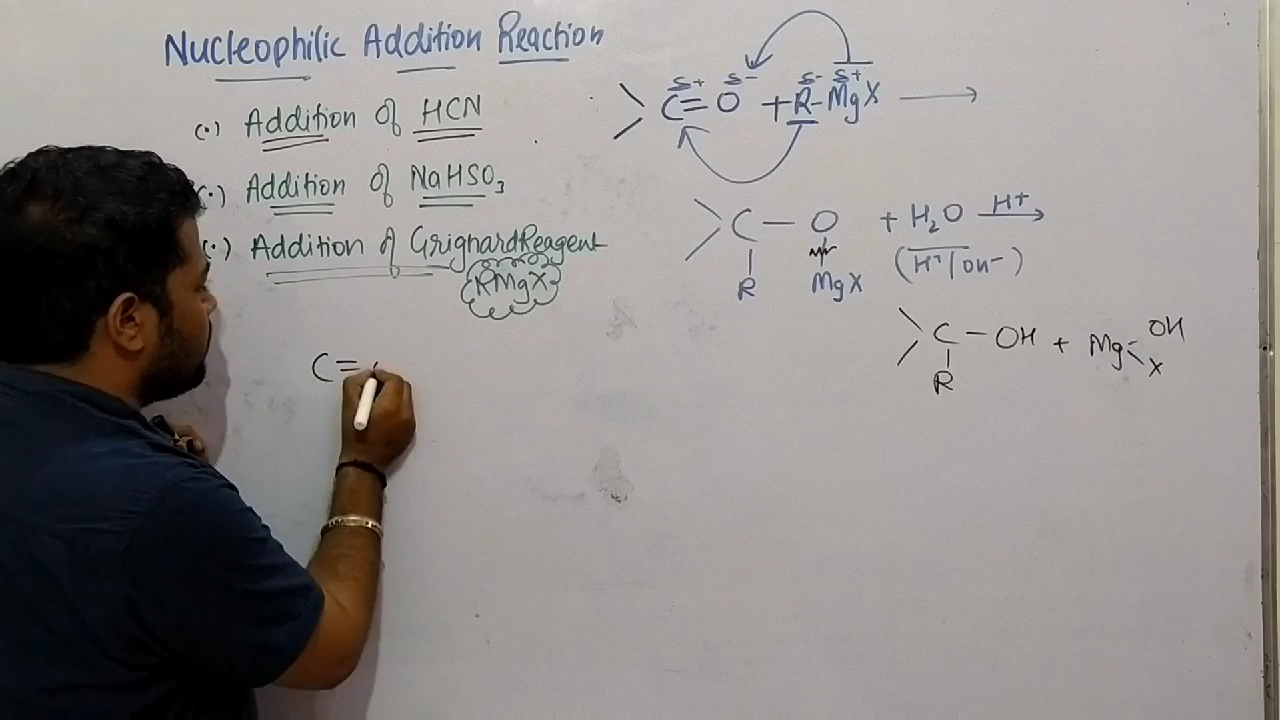 Nucleophilic Addition Reaction
(•) Addition of HCN
(•) Addition of NaHSO₃
(•) Addition of Grignard Reagent
RMgX
C=
δ+ δ- δ- δ+
C=O + R-MgX →
C — O + H₂O H⁺→
R MgX (H⁺/OH⁻)
C — OH + Mg OH
R X